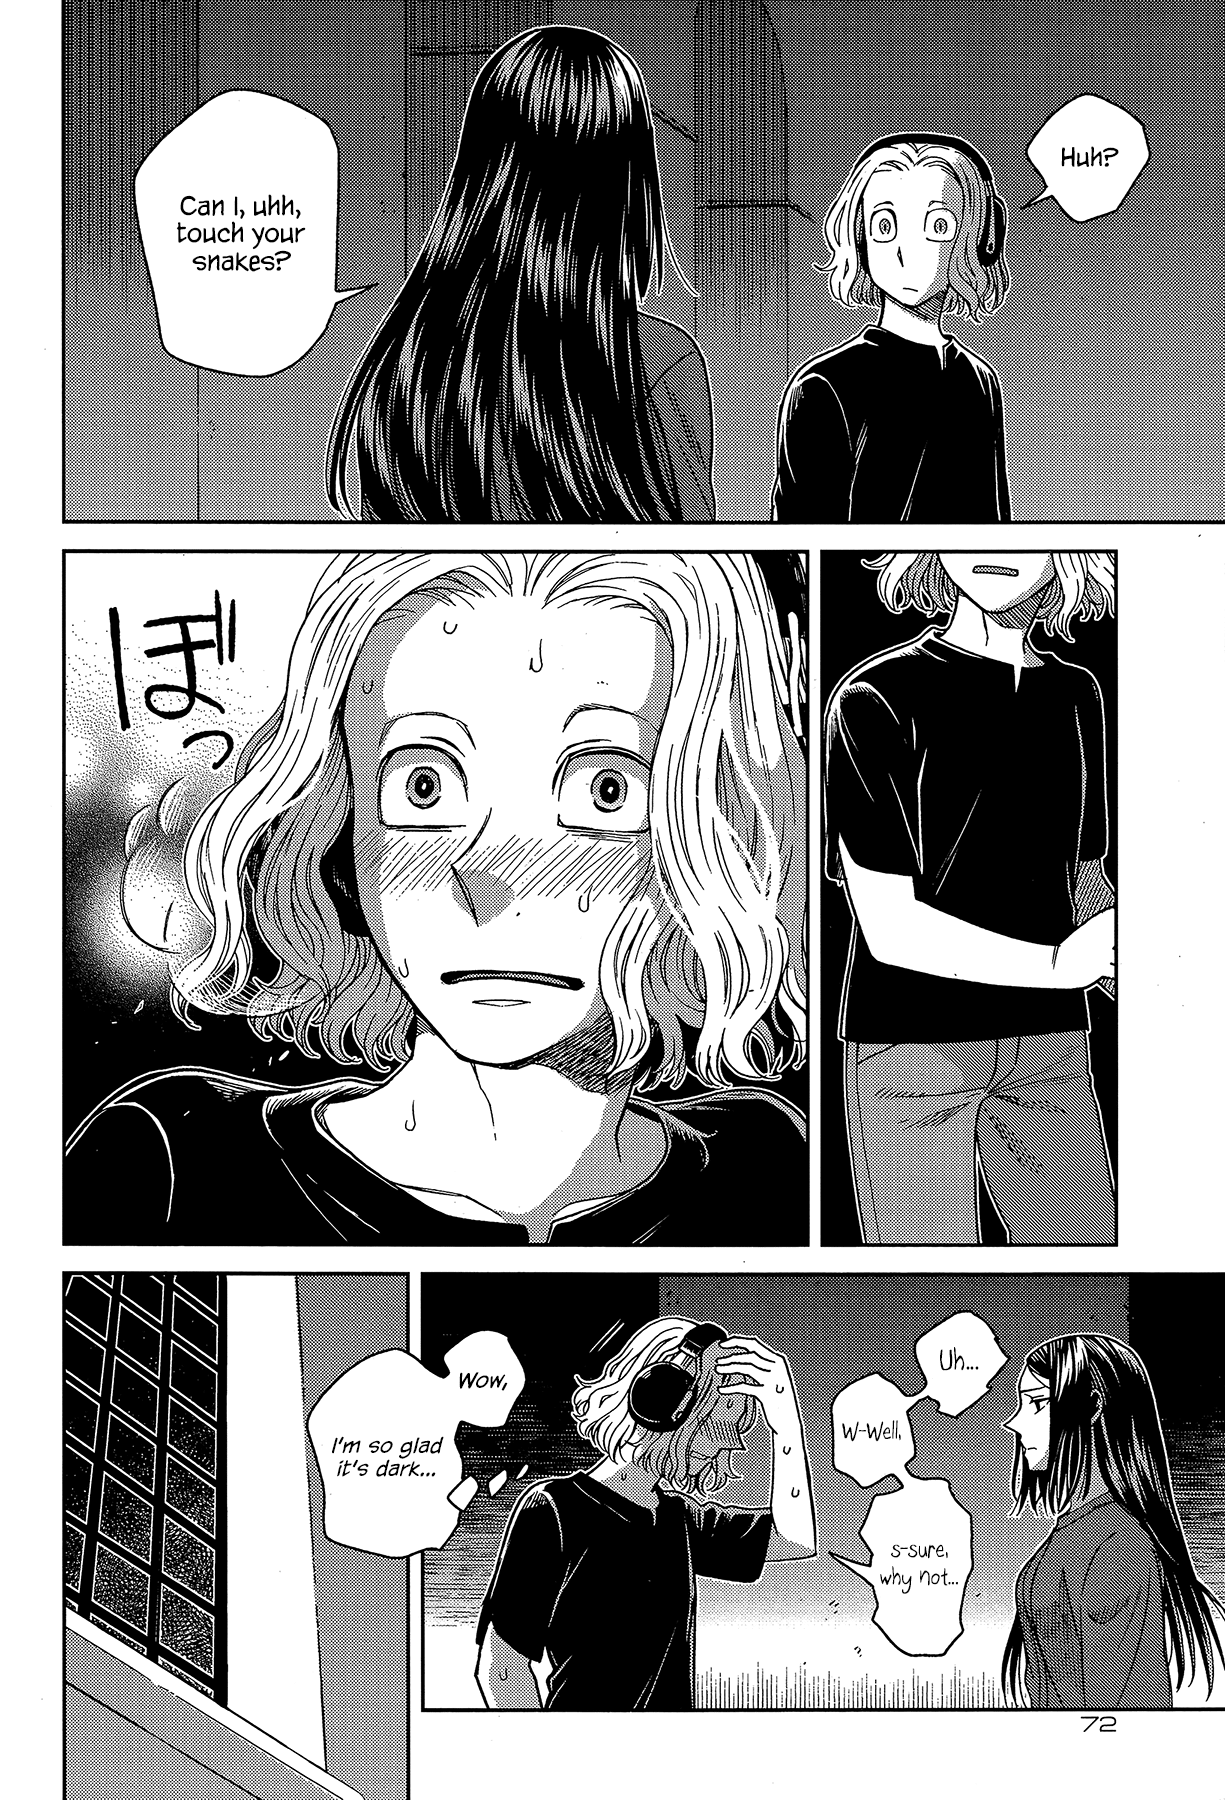 Huh?
Can I, uhh,
touch your
snakes?
ぼっ
Uh...
W-Well,
s-sure,
why not...
Wow,
I'm so glad
it's dark...
72